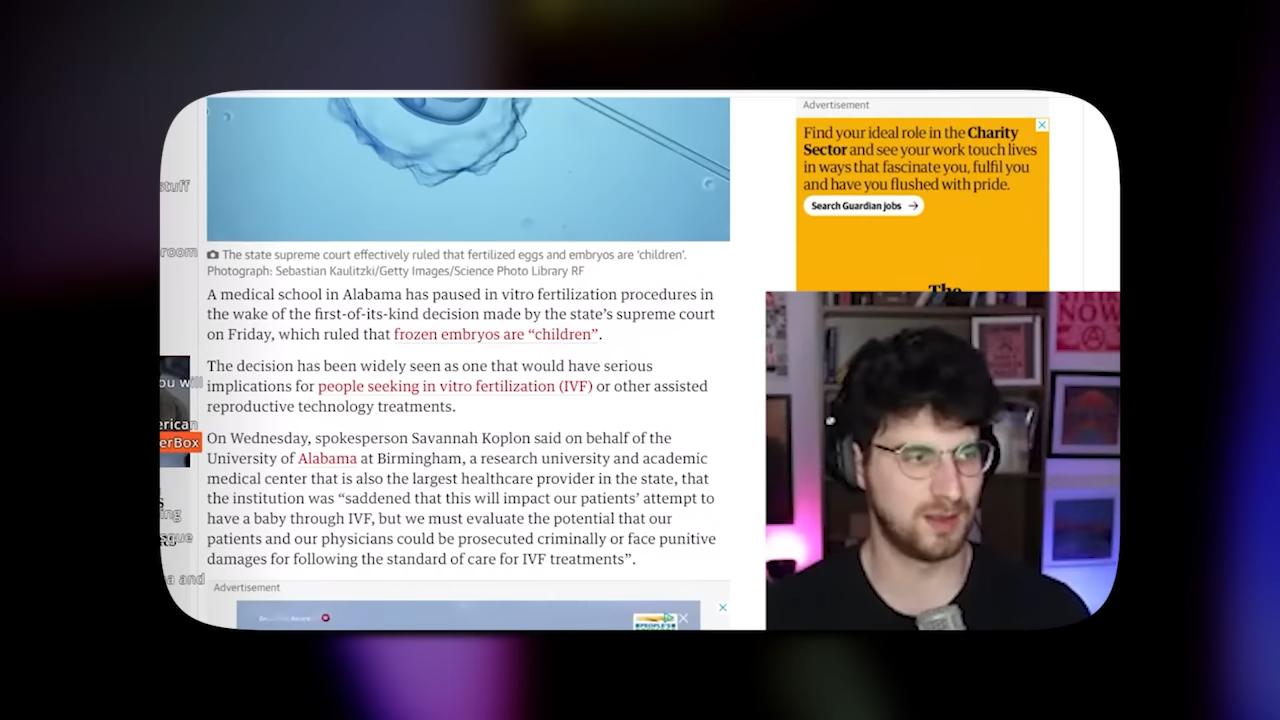 stuff
room
ou will
erican
erBox
ing
sque
a and
The state supreme court effectively ruled that fertilized eggs and embryos are ‘children’.
Photograph: Sebastian Kaulitzki/Getty Images/Science Photo Library RF
A medical school in Alabama has paused in vitro fertilization procedures in
the wake of the first-of-its-kind decision made by the state’s supreme court
on Friday, which ruled that frozen embryos are “children”.
The decision has been widely seen as one that would have serious
implications for people seeking in vitro fertilization (IVF) or other assisted
reproductive technology treatments.
On Wednesday, spokesperson Savannah Koplon said on behalf of the
University of Alabama at Birmingham, a research university and academic
medical center that is also the largest healthcare provider in the state, that
the institution was “saddened that this will impact our patients’ attempt to
have a baby through IVF, but we must evaluate the potential that our
patients and our physicians could be prosecuted criminally or face punitive
damages for following the standard of care for IVF treatments”.
Advertisement
PEOPLE'S
Advertisement
Find your ideal role in the Charity
Sector and see your work touch lives
in ways that fascinate you, fulfil you
and have you flushed with pride.
Search Guardian jobs
The
NOW